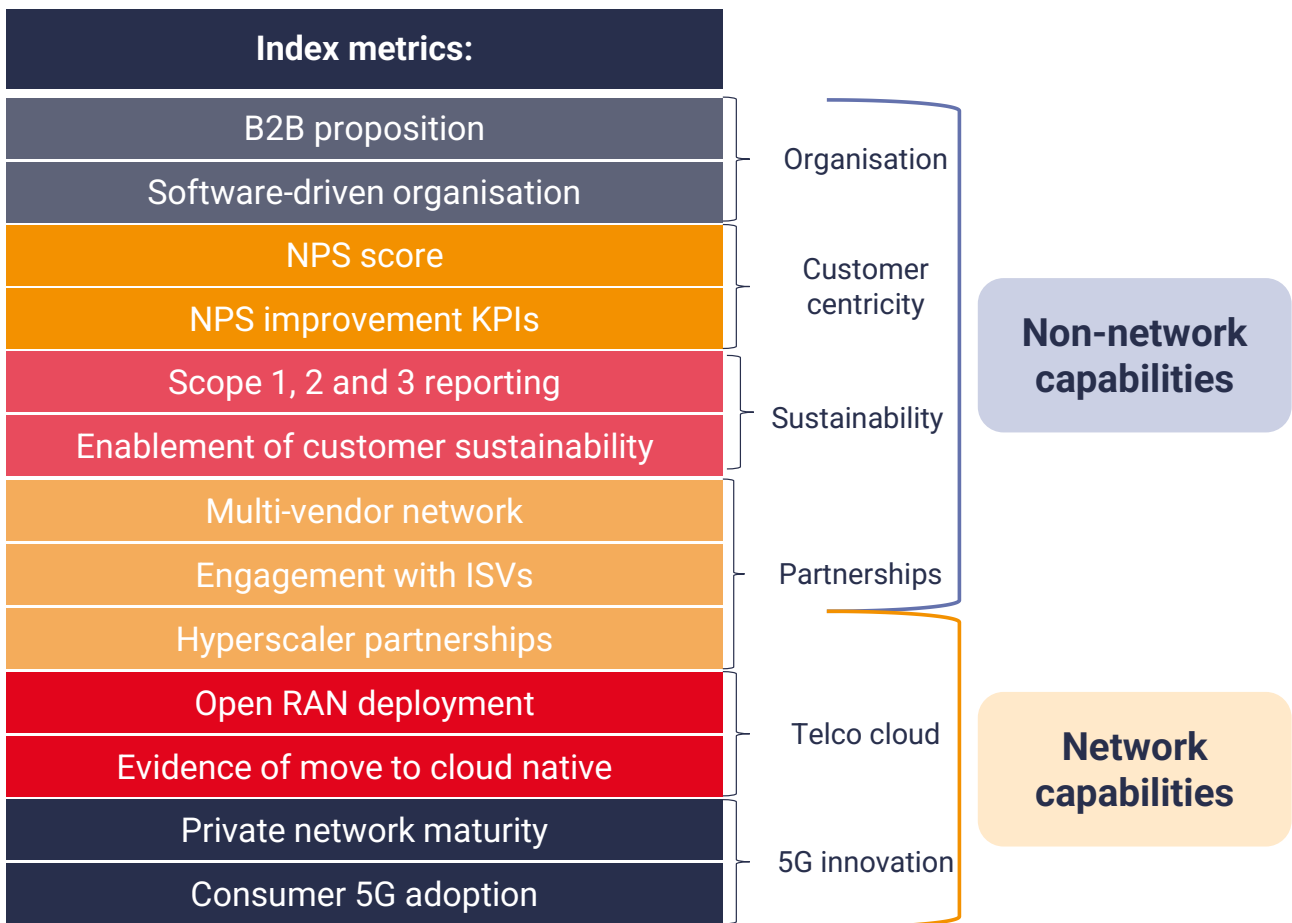 Index metrics:
B2B proposition
Software-driven organisation
NPS score
NPS improvement KPIs
Scope 1, 2 and 3 reporting
Enablement of customer sustainability
Multi-vendor network
Engagement with ISVs
Hyperscaler partnerships
Open RAN deployment
Evidence of move to cloud native
Private network maturity
Consumer 5G adoption
Organisation
Customer
centricity
Sustainability
Partnerships
Telco cloud
5G innovation
Non-network
capabilities
Network
capabilities